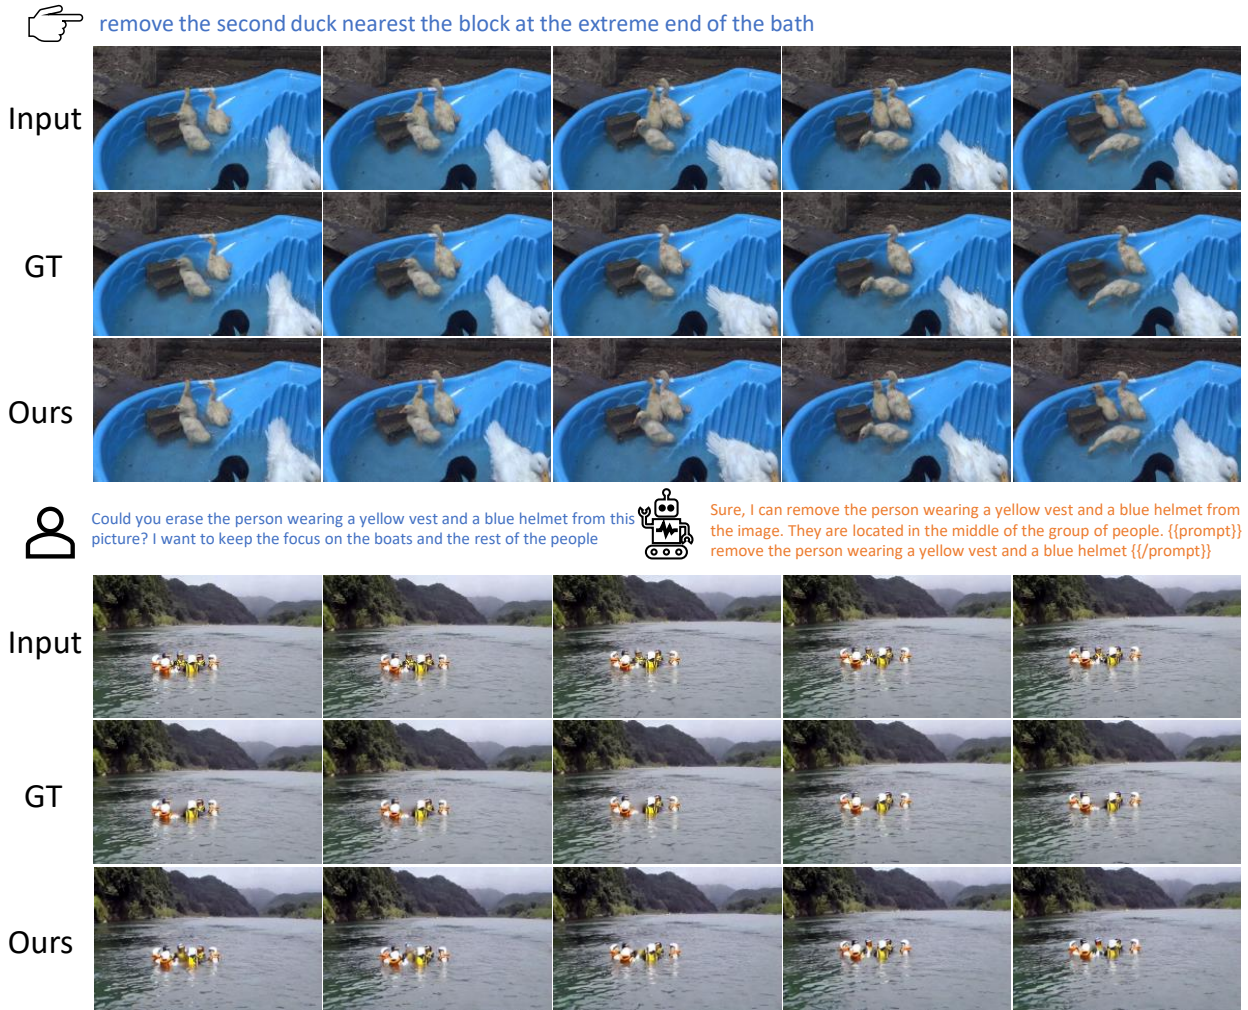 remove the second duck nearest the block at the extreme end of the bath
Input
GT
Ours
Could you erase the person wearing a yellow vest and a blue helmet from this
picture? I want to keep the focus on the boats and the rest of the people
Sure, I can remove the person wearing a yellow vest and a blue helmet from
the image. They are located in the middle of the group of people. {{prompt}}
remove the person wearing a yellow vest and a blue helmet {{/prompt}}
Input
GT
Ours